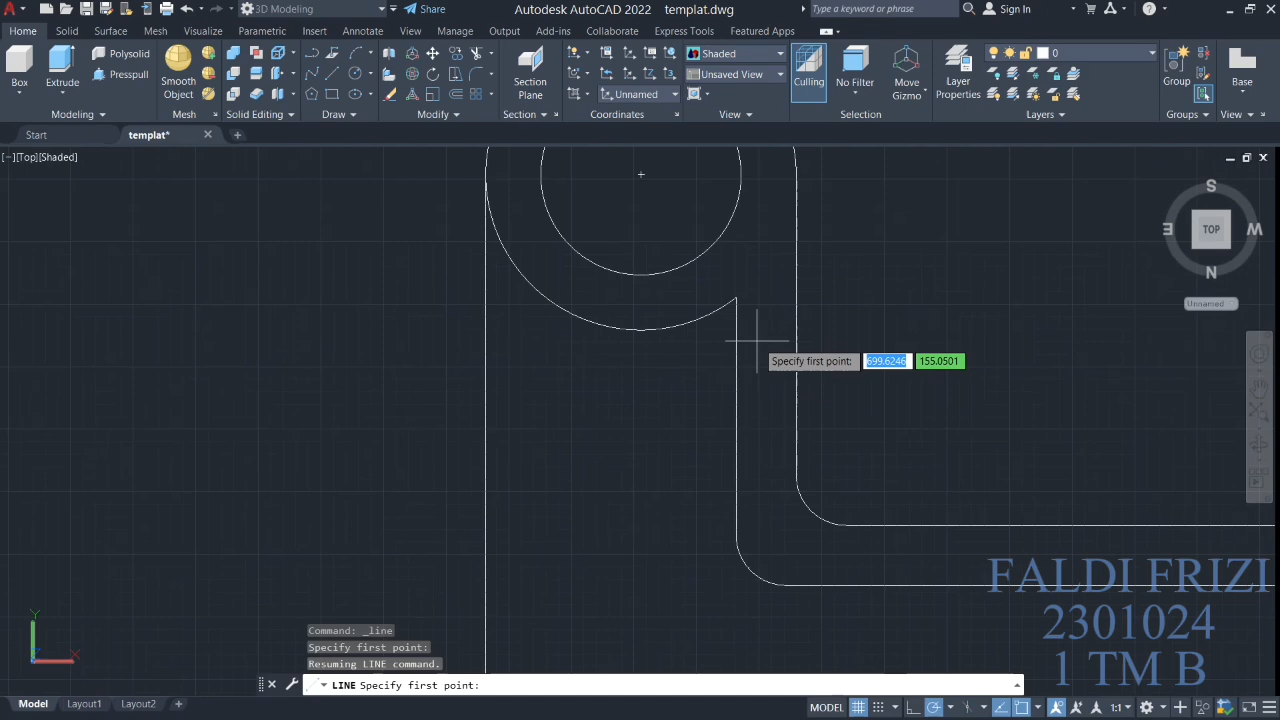 3D Modeling Share Autodesk AutoCAD 2022 templat.dwg Type a keyword or phrase Sign In
Home Solid Surface Mesh Visualize Parametric Insert Annotate View Manage Output Add-ins Collaborate Express Tools Featured Apps
Box Extrude Polysolid Presspull Smooth Object Section Plane Shaded Unsaved View Unnamed Culling No Filter Move Gizmo Layer Properties 0 Group Base
Modeling Mesh Solid Editing Draw Modify Section Coordinates View Selection Layers Groups View
Start templat*
[−][Top][Shaded]
S
E TOP W
N
Unnamed
Specify first point: 699.6246 155.0501
FALDI FRIZI
2301024
1 TM B
Y
X
Command: _line
Specify first point:
Resuming LINE command.
LINE Specify first point:
Model Layout1 Layout2 MODEL 1:1